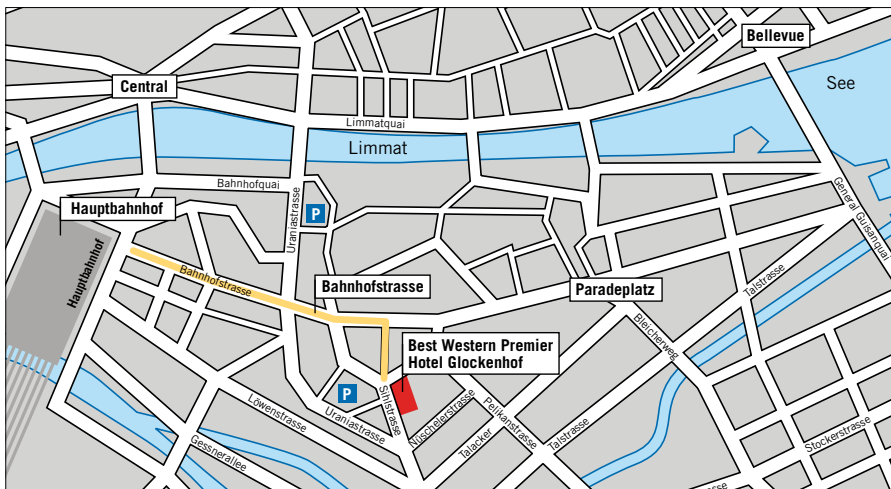 Bellevue
Central
See
Limmatquai
Limmat
Bahnhofquai
General Guisanquai
Hauptbahnhof
P
Uraniastrasse
Hauptbahnhof
Bahnhofstrasse
Bahnhofstrasse
Paradeplatz
Talstrasse
Bleicherweg
Best Western Premier
Hotel Glockenhof
P
Sihlstrasse
Löwenstrasse
Uraniastrasse
Nüschelerstrasse
Pelikanstrasse
Talacker
Talstrasse
Gessnerallee
Stockerstrasse